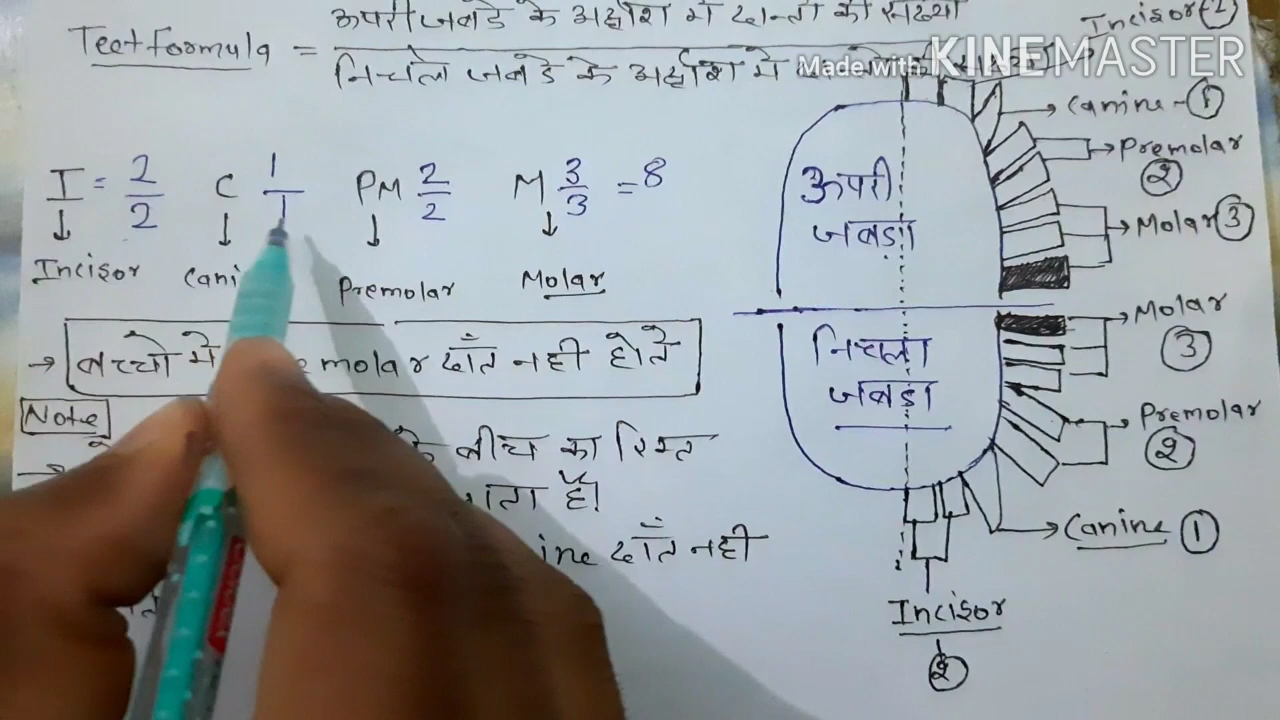 ऊपरी जबडे के अर्द्धांश में दान्तो की संख्या
Teetformula =
निचले जबडे के अर्द्धांश में
Made with KINEMASTER
I = 2/2 C 1/1 PM 2/2 M 3/3 = 8
Incisor Cani Premolar Molar
→ बच्चो में molar दाँत नही होते
Note
के बीच का रिक्त
है।
ine दाँत नही
Incisor (2)
Canine - (1)
Premolar (2)
Molar (3)
ऊपरी जबडा
निचला जबडा
Molar (3)
Premolar (2)
Canine (1)
Incisor (2)